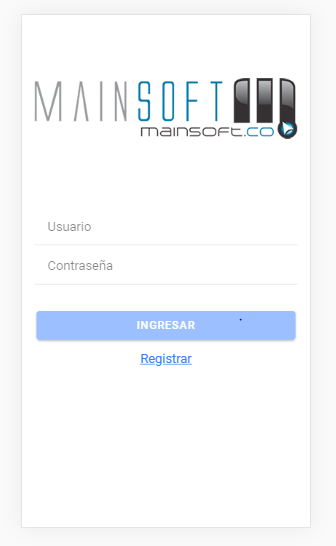 MAINSOFT
mainsoft.co
Usuario
Contraseña
INGRESAR
Registrar